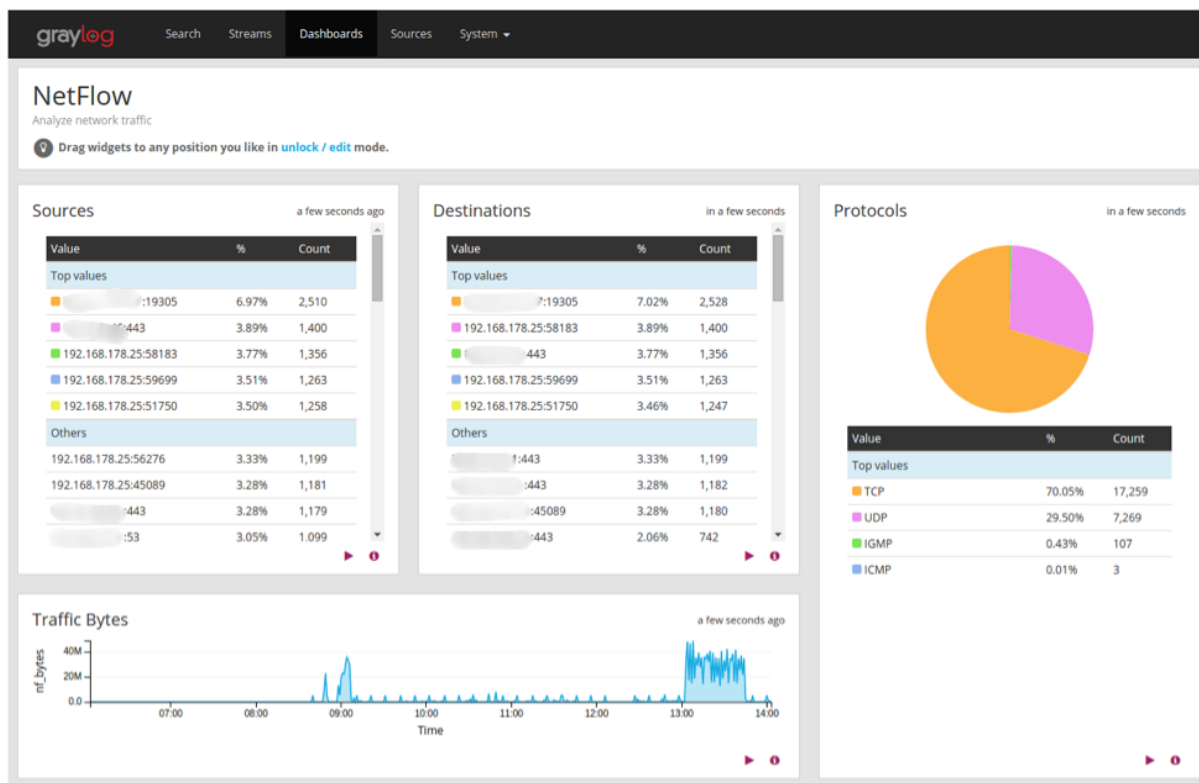 graylog Search Streams Dashboards Sources System
NetFlow
Analyze network traffic
Drag widgets to any position you like in unlock / edit mode.
Sources a few seconds ago
Value % Count
Top values
:19305 6.97% 2,510
:443 3.89% 1,400
192.168.178.25:58183 3.77% 1,356
192.168.178.25:59699 3.51% 1,263
192.168.178.25:51750 3.50% 1,258
Others
192.168.178.25:56276 3.33% 1,199
192.168.178.25:45089 3.28% 1,181
:443 3.28% 1,179
:53 3.05% 1.099
Destinations in a few seconds
Value % Count
Top values
:19305 7.02% 2,528
192.168.178.25:58183 3.89% 1,400
443 3.77% 1,356
192.168.178.25:59699 3.51% 1,263
192.168.178.25:51750 3.46% 1,247
Others
:443 3.33% 1,199
:443 3.28% 1,182
:45089 3.28% 1,180
:443 2.06% 742
Protocols in a few seconds
Value % Count
Top values
TCP 70.05% 17,259
UDP 29.50% 7,269
IGMP 0.43% 107
ICMP 0.01% 3
Traffic Bytes a few seconds ago
nf_bytes
40M
20M
0.0
07:00 08:00 09:00 10:00 11:00 12:00 13:00 14:00
Time